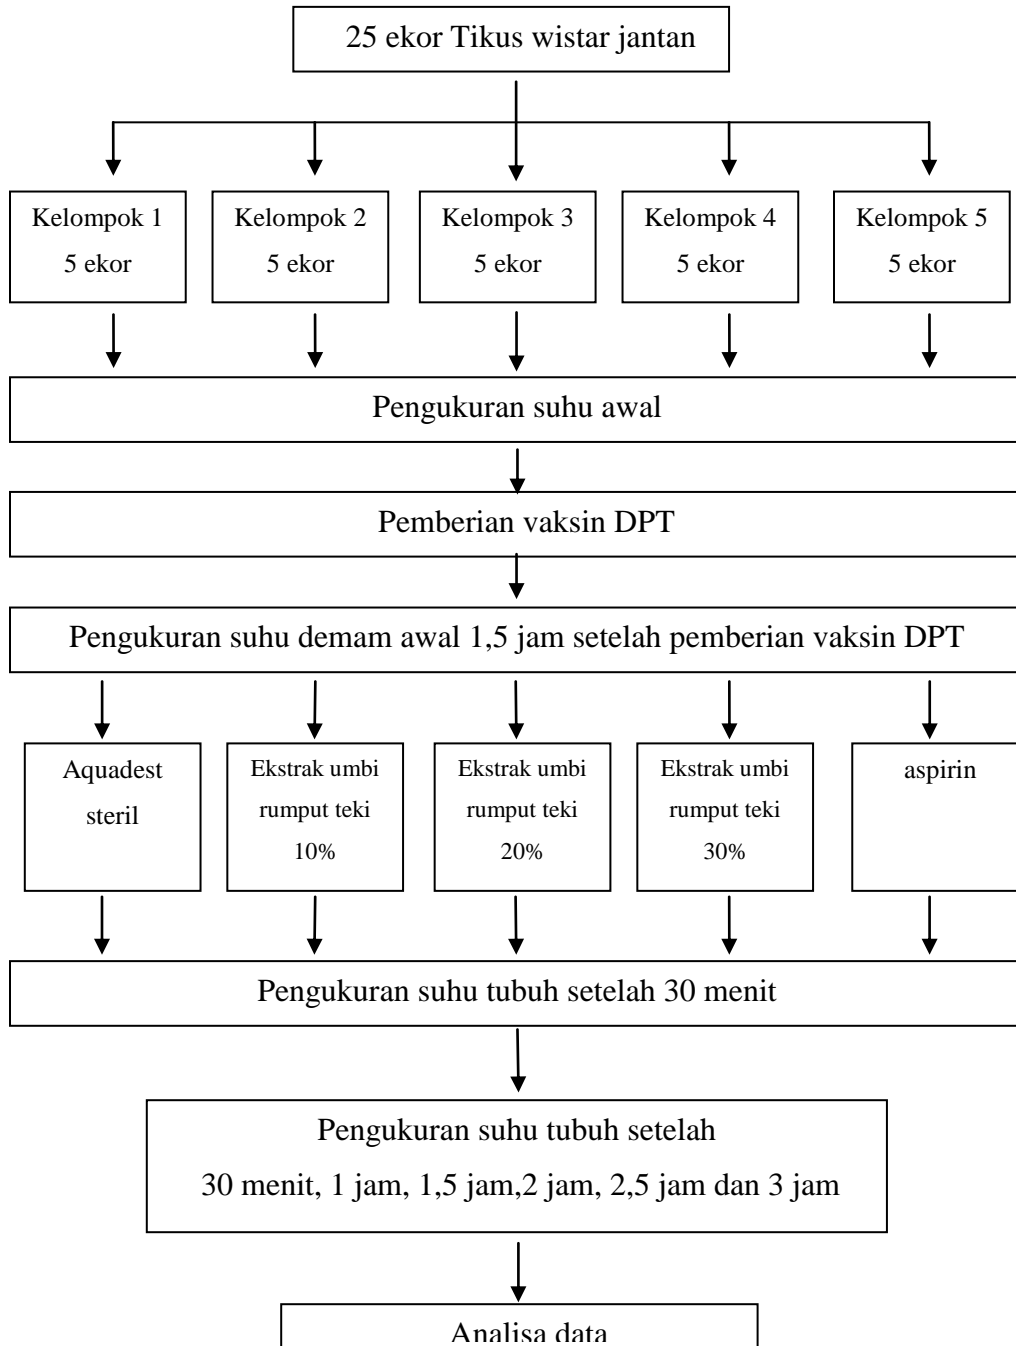 25 ekor Tikus wistar jantan
Kelompok 1
5 ekor
Kelompok 2
5 ekor
Kelompok 3
5 ekor
Kelompok 4
5 ekor
Kelompok 5
5 ekor
Pengukuran suhu awal
Pemberian vaksin DPT
Pengukuran suhu demam awal 1,5 jam setelah pemberian vaksin DPT
Aquadest
steril
Ekstrak umbi
rumput teki
10%
Ekstrak umbi
rumput teki
20%
Ekstrak umbi
rumput teki
30%
aspirin
Pengukuran suhu tubuh setelah 30 menit
Pengukuran suhu tubuh setelah
30 menit, 1 jam, 1,5 jam,2 jam, 2,5 jam dan 3 jam
Analisa data